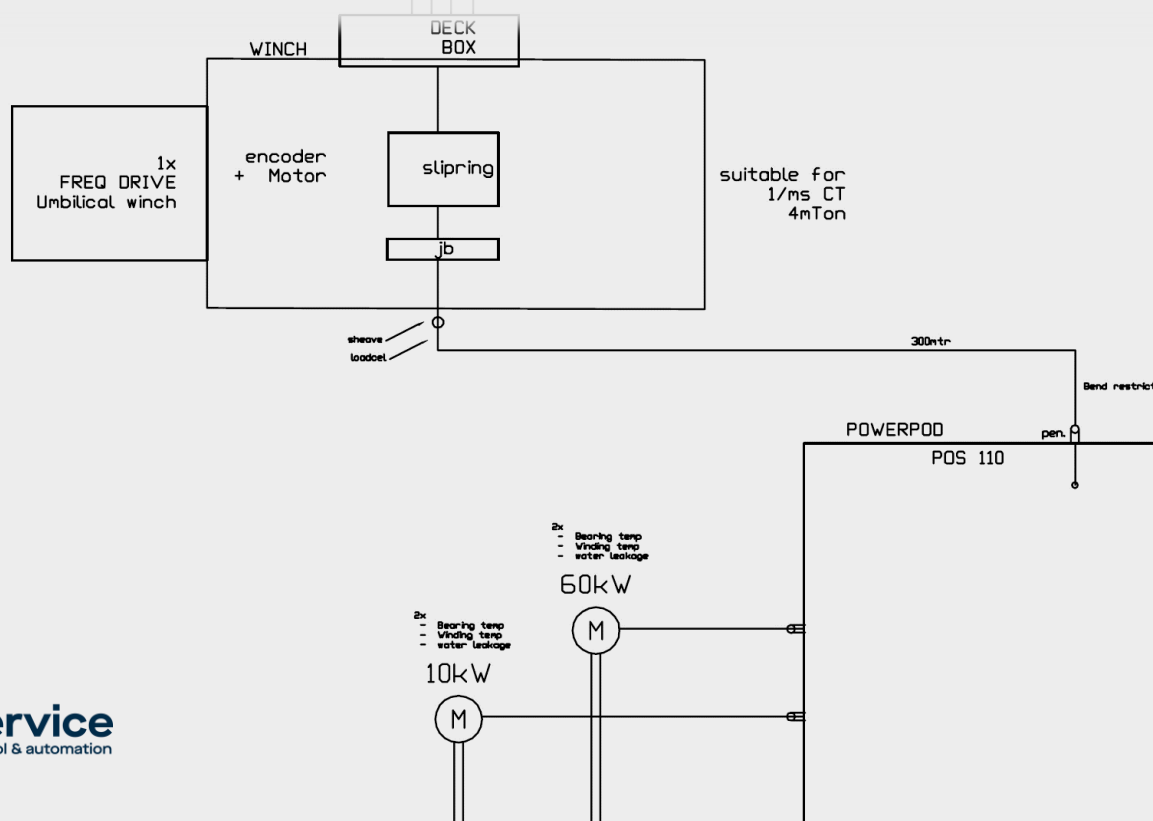 DECK
BOX
WINCH
1x
FREQ DRIVE
Umbilical winch
encoder
+ Motor
slipring
jb
suitable for
1/ms CT
4mTon
sheave
loadcel
300mtr
Bend restrict
POWERPOD
pen.
POS 110
2x
- Bearing temp
- Winding temp
- water leakage
60kW
M
2x
- Bearing temp
- Winding temp
- water leakage
10kW
M
ervice
ol & automation